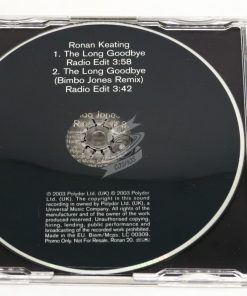 Ronan Keating
1. The Long Goodbye
Radio Edit 3:58
2. The Long Goodbye
(Bimbo Jones Remix)
Radio Edit 3:42
℗ 2003 Polydor Ltd. (UK) © 2003 Polydor
Ltd. (UK). The copyright in this sound
recording is owned by Polydor Ltd. (UK), a
Universal Music Company. All rights of the
manufacturer and of the owner of the work
produced reserved. Unauthorised copying,
hiring, lending, public performance and
broadcasting of the recorded work prohibited.
Made in the EU. Biem/Mcps. LC 00309.
Promo Only. Not For Resale. Ronan 20.